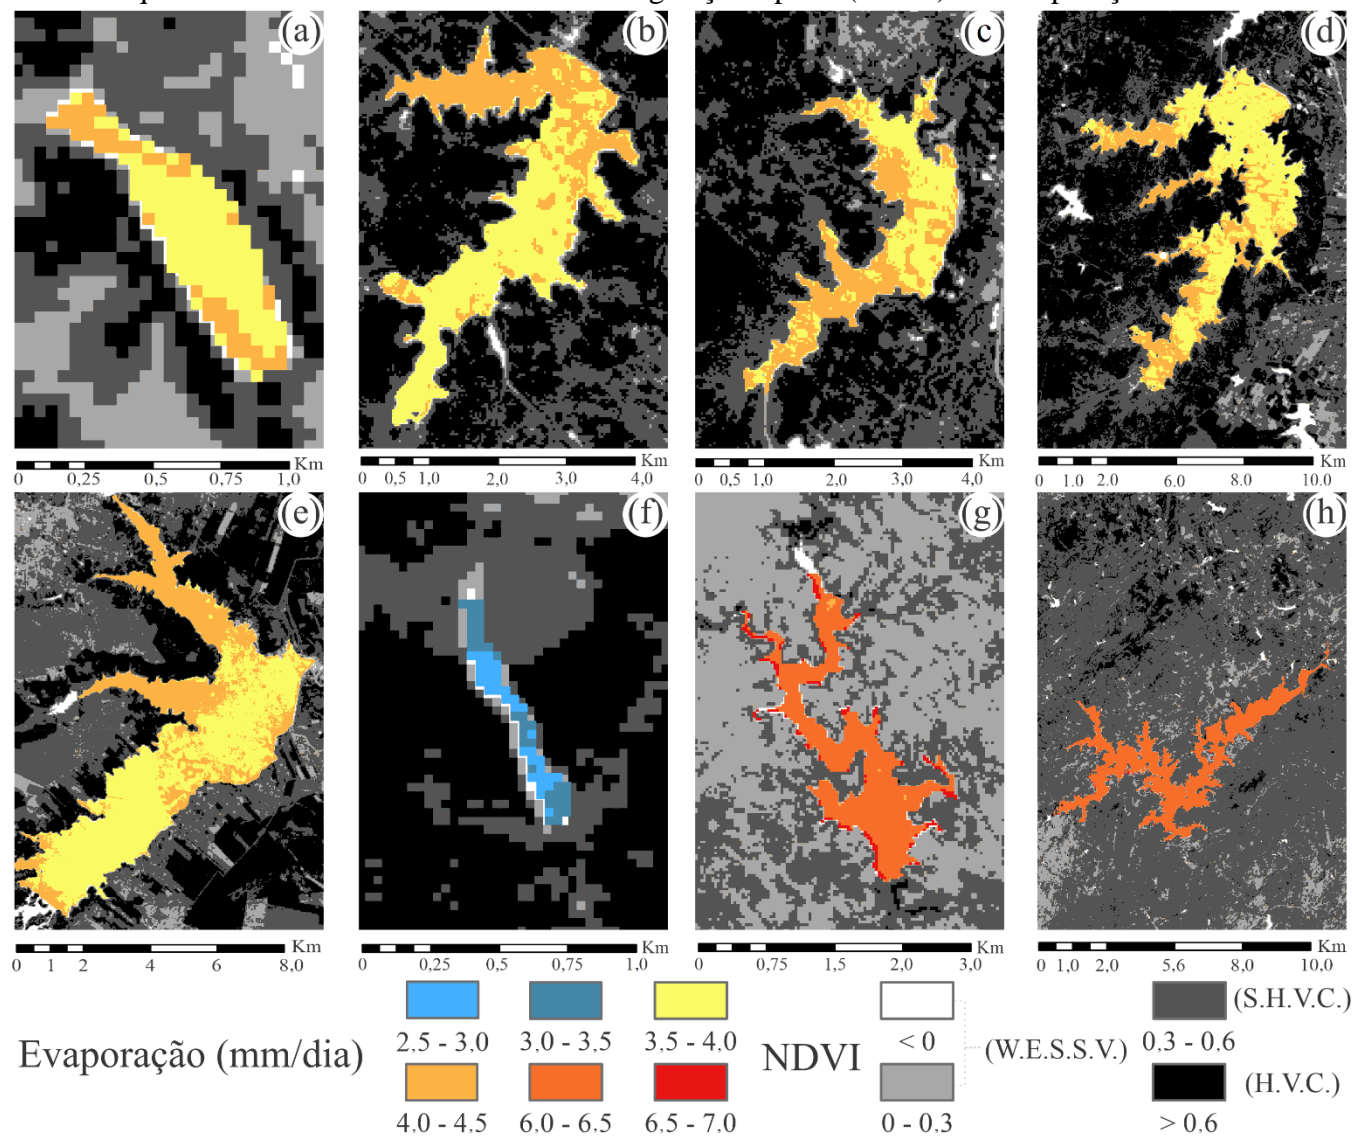 (a)
(b)
(c)
(d)
Km
0 0,25 0,5 0,75 1.0
Km
0 0,5 1,0 2,0 3,0 4,0
Km
0 0,5 1,0 2.0 3,0 4,0
Km
0 1.0 2.0 6.0 8.0 10.0
(e)
(f)
(g)
(h)
Km
0 1 2 4 6 8,0
Km
0 0,25 0,5 0,75 1,0
Km
0 0,75 1,5 2,0 3,0
Km
0 1,0 2,0 5,6 8,0 10,0
Evaporação (mm/dia)
2,5 - 3,0
3,0 - 3,5
3,5 - 4,0
4,0 - 4,5
6,0 - 6,5
6,5 - 7,0
NDVI
< 0
0 - 0.3
(W.E.S.S.V.)
(S.H.V.C.)
0,3 - 0,6
(H.V.C.)
> 0.6